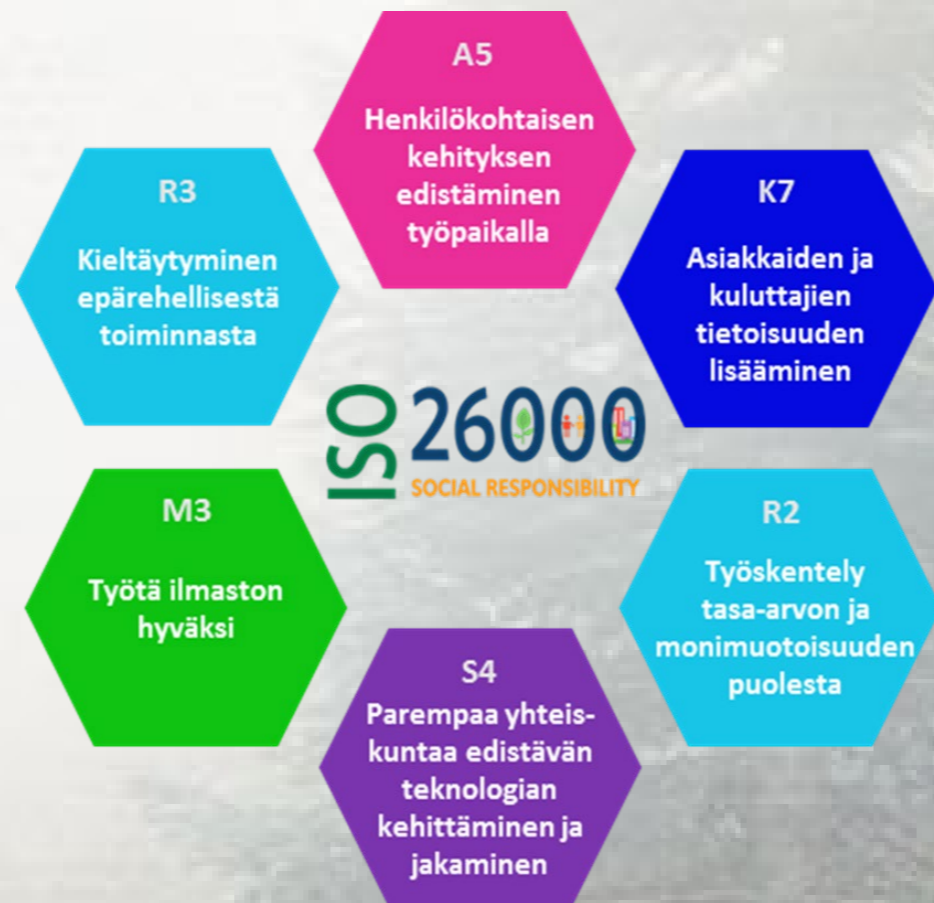 A5
Henkilökohtaisen
kehityksen
edistäminen
työpaikalla
R3
Kieltäytyminen
epärehellisestä
toiminnasta
K7
Asiakkaiden ja
kuluttajien
tietoisuuden
lisääminen
ISO 26000
SOCIAL RESPONSIBILITY
M3
Työtä ilmaston
hyväksi
R2
Työskentely
tasa-arvon ja
monimuotoisuuden
puolesta
S4
Parempaa yhteis-
kuntaa edistävän
teknologian
kehittäminen ja
jakaminen